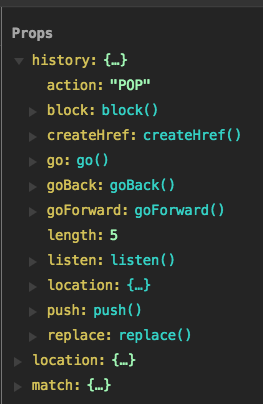 Props
history: {…}
action: "POP"
block: block()
createHref: createHref()
go: go()
goBack: goBack()
goForward: goForward()
length: 5
listen: listen()
location: {…}
push: push()
replace: replace()
location: {…}
match: {…}